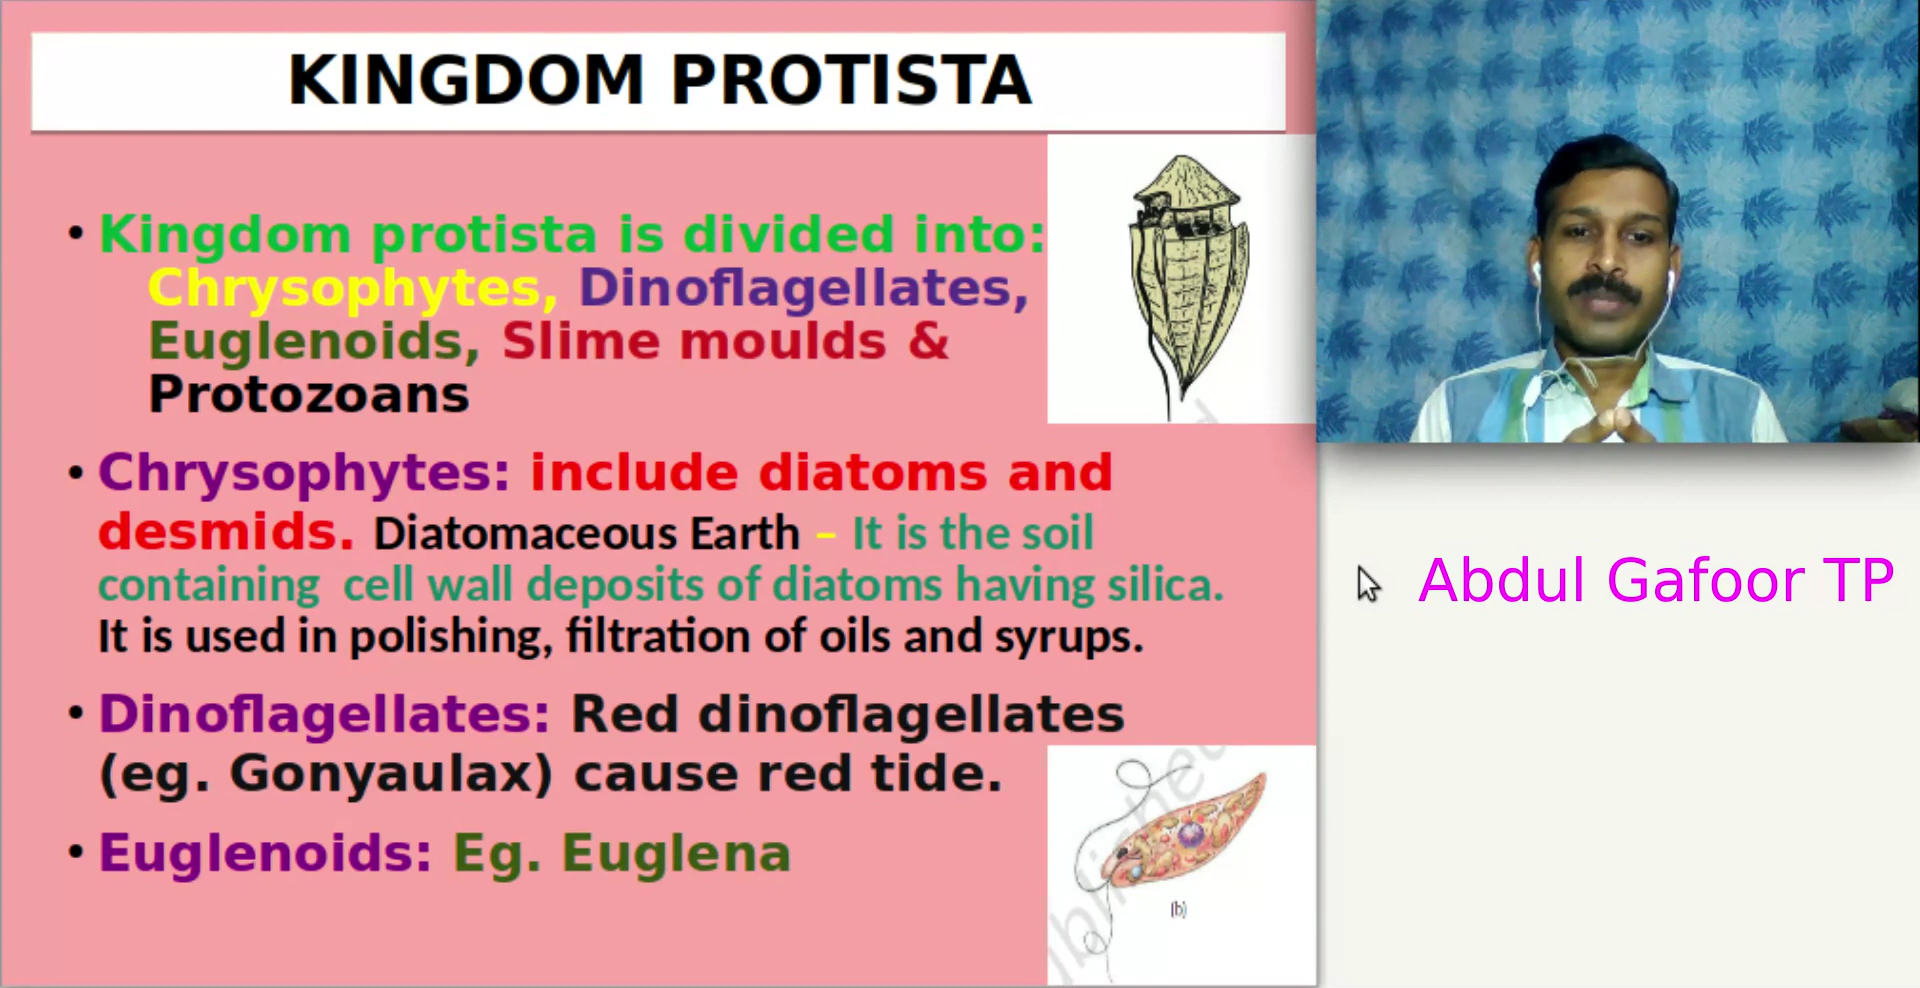 KINGDOM PROTISTA
• Kingdom protista is divided into:
Chrysophytes, Dinoflagellates,
Euglenoids, Slime moulds &
Protozoans
• Chrysophytes: include diatoms and
desmids. Diatomaceous Earth – It is the soil
containing cell wall deposits of diatoms having silica.
It is used in polishing, filtration of oils and syrups.
• Dinoflagellates: Red dinoflagellates
(eg. Gonyaulax) cause red tide.
• Euglenoids: Eg. Euglena
(b)
Abdul Gafoor TP